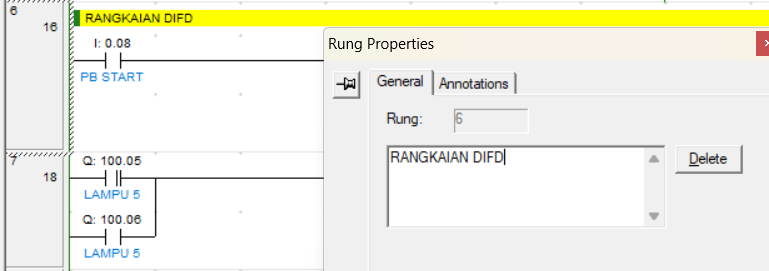 6
16
RANGKAIAN DIFD
I: 0.08
PB START
7
18
Q: 100.05
LAMPU 5
Q: 100.06
LAMPU 5
Rung Properties
General
Annotations
Rung:
6
RANGKAIAN DIFD
Delete